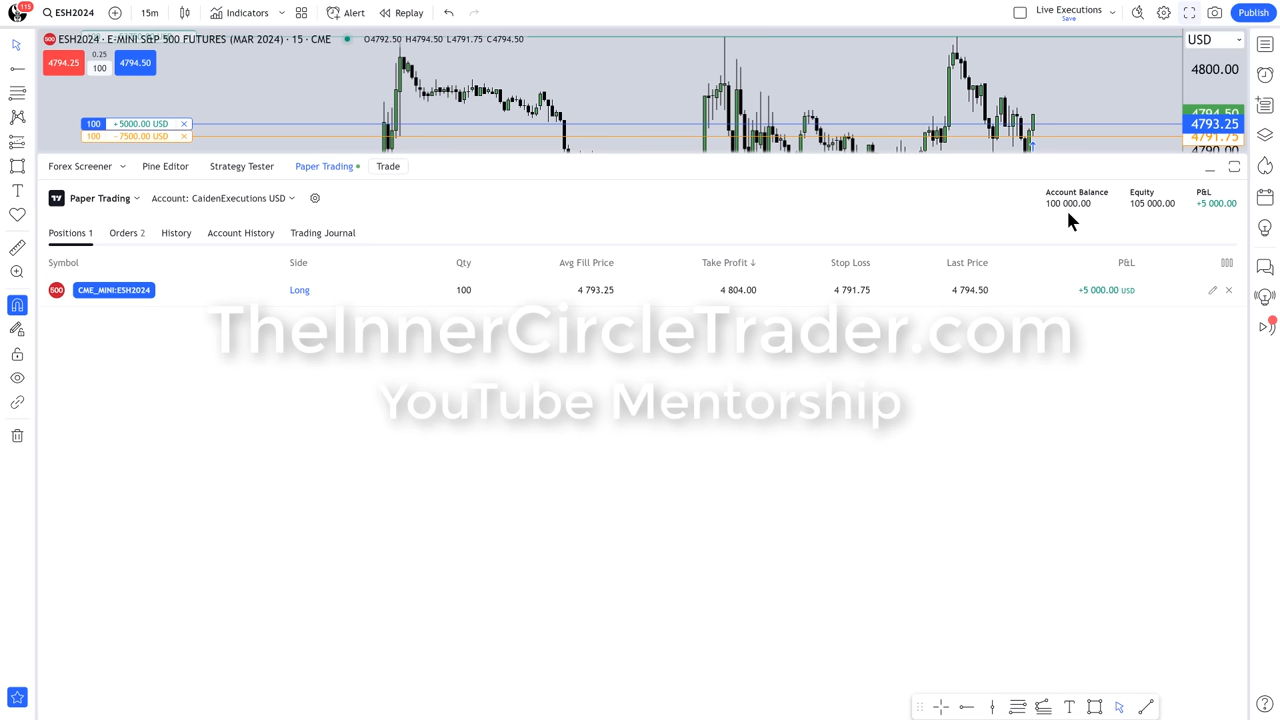 115
ESH2024
15m
Indicators
Alert
Replay
Live Executions
Save
Publish
500 ESH2024 · E-MINI S&P 500 FUTURES (MAR 2024) · 15 · CME
O4792.50 H4794.50 L4791.75 C4794.50
USD
4794.25
0.25
100
4794.50
4800.00
4794.50
4793.25
4791.75
4790.00
100 +5000.00 USD
100 −7500.00 USD
Forex Screener
Pine Editor
Strategy Tester
Paper Trading
Trade
Paper Trading
Account: CaidenExecutions USD
Account Balance
100 000.00
Equity
105 000.00
P&L
+5 000.00
Positions 1
Orders 2
History
Account History
Trading Journal
Symbol Side Qty Avg Fill Price Take Profit ↓ Stop Loss Last Price P&L
500 CME_MINI:ESH2024 Long 100 4 793.25 4 804.00 4 791.75 4 794.50 +5 000.00 USD
TheInnerCircleTrader.com
YouTube Mentorship